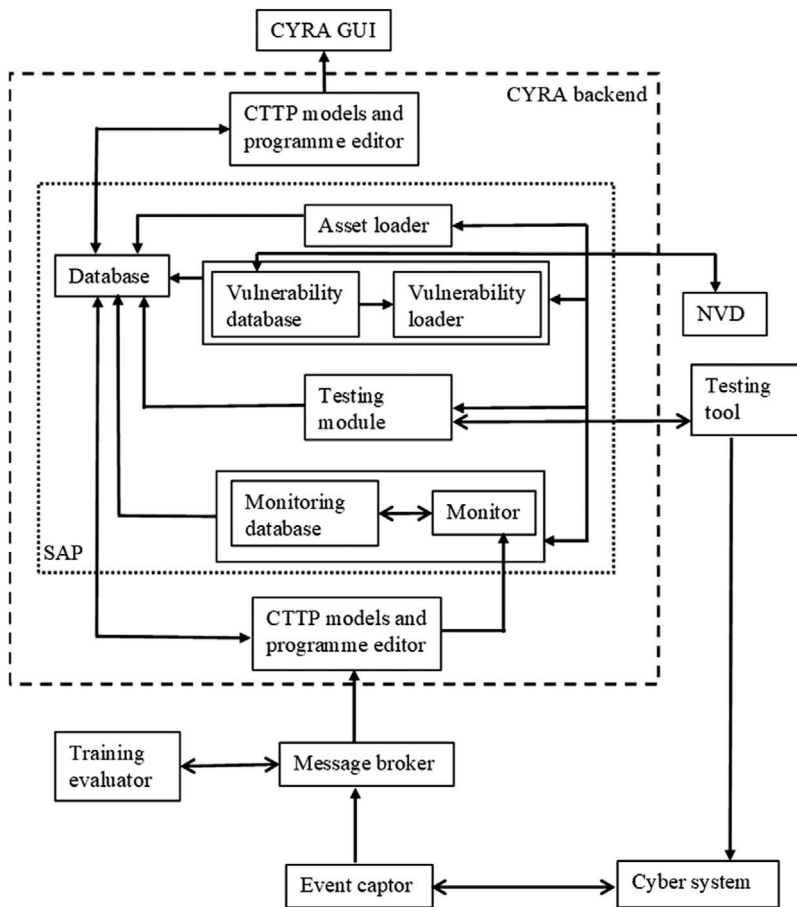 CYRA GUI
CYRA backend
CTTP models and
programme editor
Asset loader
Database
Vulnerability
database
Vulnerability
loader
NVD
Testing
module
Testing
tool
Monitoring
database
Monitor
SAP
CTTP models and
programme editor
Training
evaluator
Message broker
Event captor
Cyber system